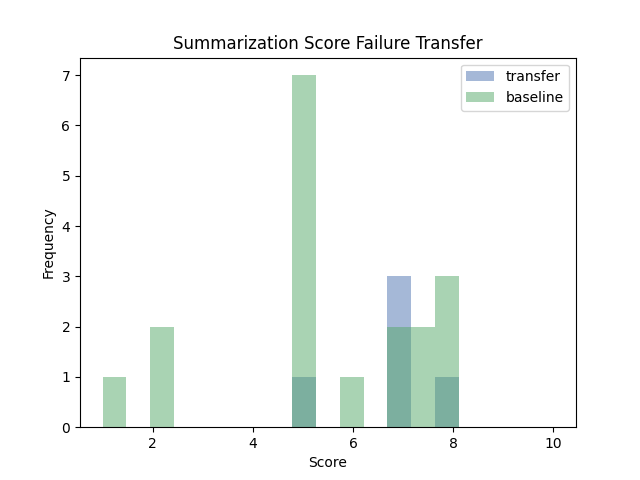 Summarization Score Failure Transfer
transfer
baseline
7
6
5
4
3
2
1
0
Frequency
2 4 6 8 10
Score